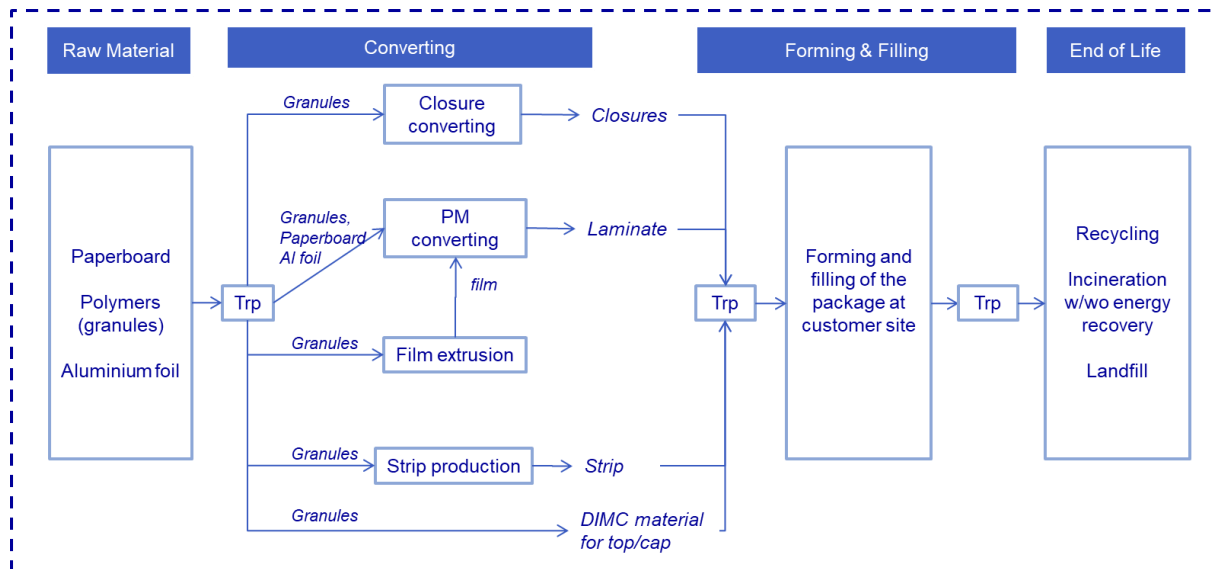 Raw Material
Converting
Forming & Filling
End of Life
Paperboard
Polymers
(granules)
Aluminium foil
Trp
Granules
Closure
converting
Closures
Granules,
Paperboard
Al foil
PM
converting
Laminate
film
Granules
Film extrusion
Granules
Strip production
Strip
Granules
DIMC material
for top/cap
Trp
Forming and
filling of the
package at
customer site
Trp
Recycling
Incineration
w/wo energy
recovery
Landfill